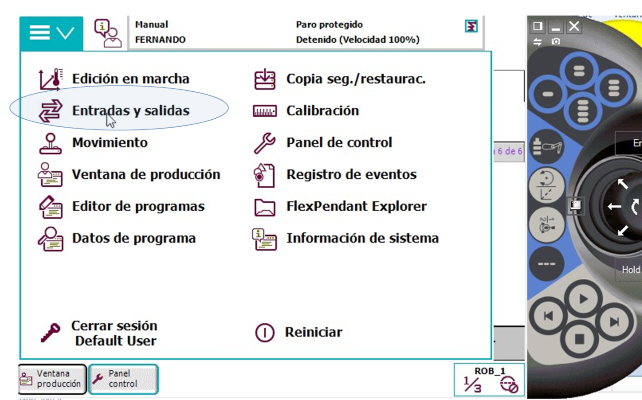 Manual
FERNANDO
Paro protegido
Detenido (Velocidad 100%)
Edición en marcha
Copia seg./restaurac.
Entradas y salidas
Calibración
Movimiento
Panel de control
Ventana de producción
Registro de eventos
Editor de programas
FlexPendant Explorer
Datos de programa
Información de sistema
6 de 6
Cerrar sesión
Default User
Reiniciar
Ventana
producción
Panel
control
ROB_1
1/3
En
Hold